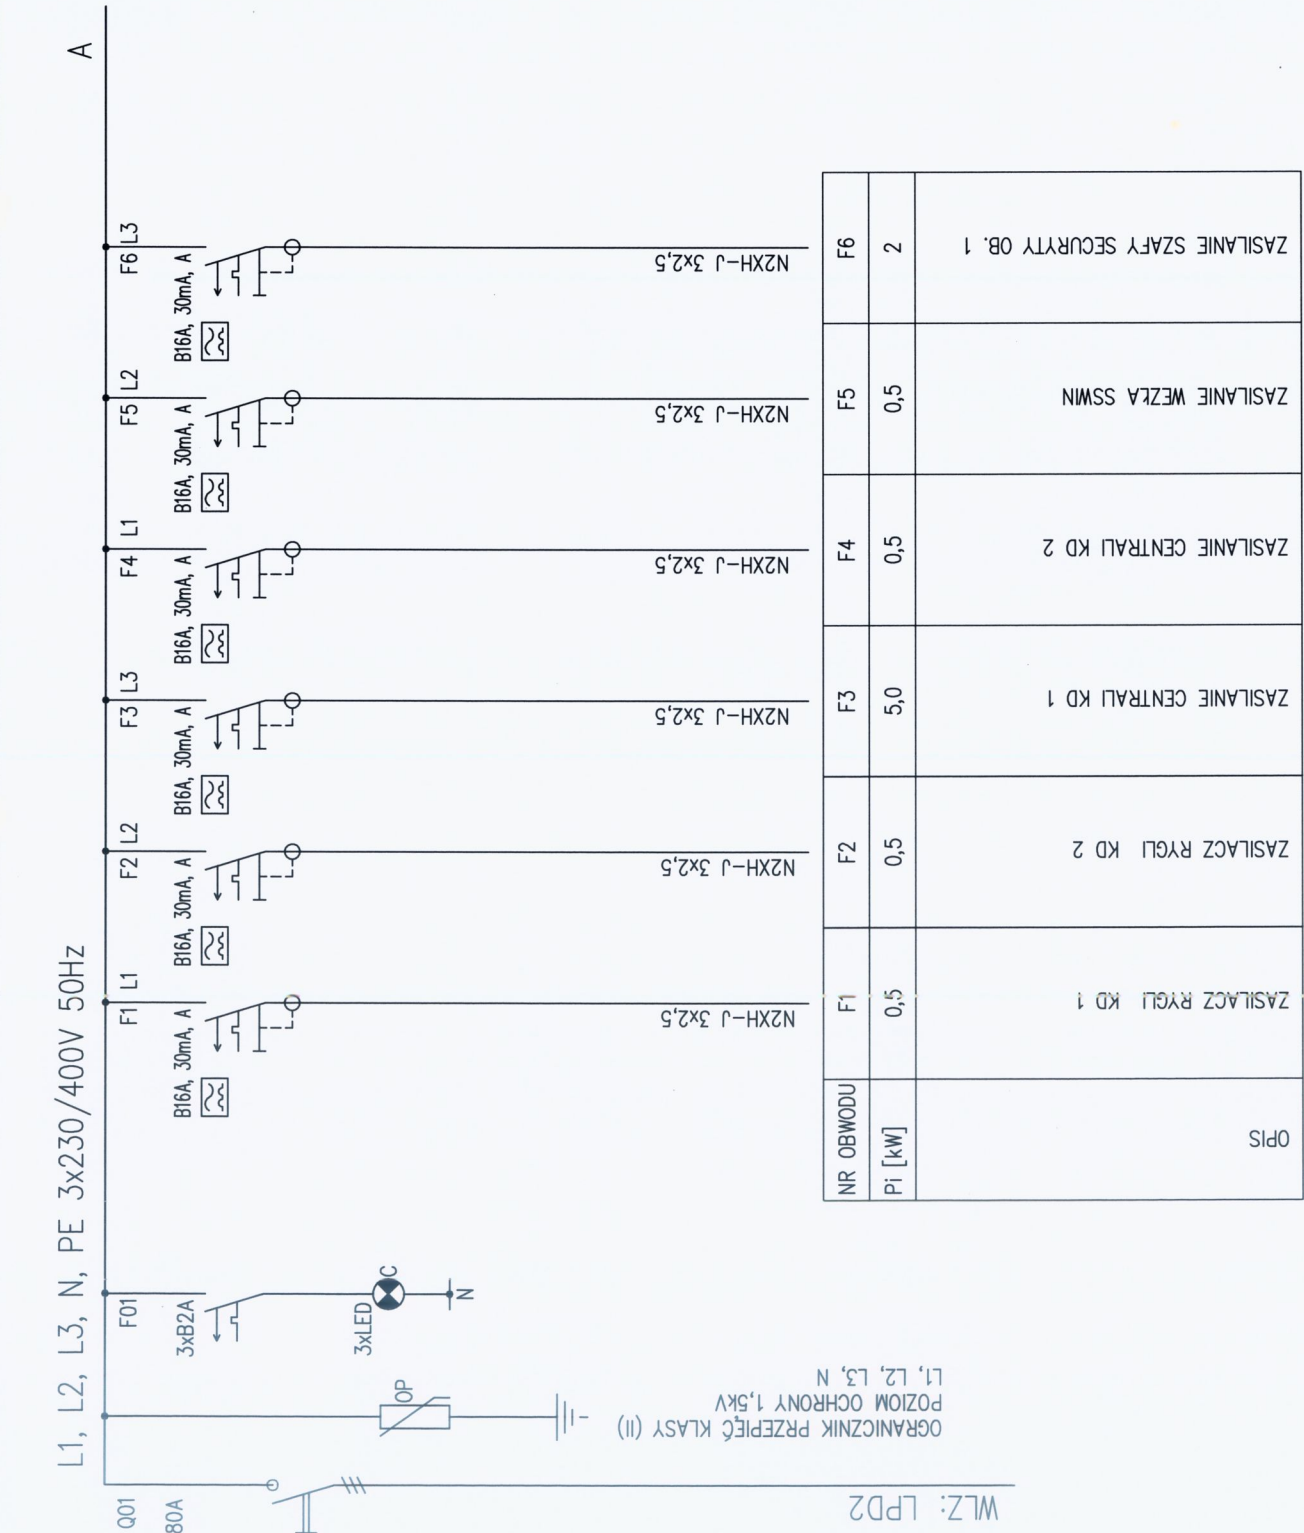 L1, L2, L3, N, PE 3x230/400V 50Hz
A
Q01
80A
WLZ: LPD2
OP
OGRANICZNIK PRZEPIĘĆ KLASY (II)
POZIOM OCHRONY 1,5kV
L1, L2, L3, N
F01
3xB2A
3xLED
C
N
F1 L1
B16A, 30mA, A
N2XH-J 3x2,5
F2 L2
B16A, 30mA, A
N2XH-J 3x2,5
F3 L3
B16A, 30mA, A
N2XH-J 3x2,5
F4 L1
B16A, 30mA, A
N2XH-J 3x2,5
F5 L2
B16A, 30mA, A
N2XH-J 3x2,5
F6 L3
B16A, 30mA, A
N2XH-J 3x2,5
NR OBWODU F1 F2 F3 F4 F5 F6
Pi [kW] 0,5 0,5 5,0 0,5 0,5 2
OPIS
ZASILACZ RYGLI KD 1
ZASILACZ RYGLI KD 2
ZASILANIE CENTRALI KD 1
ZASILANIE CENTRALI KD 2
ZASILANIE WĘZŁA SSWIN
ZASILANIE SZAFY SECURYTY OB. 1